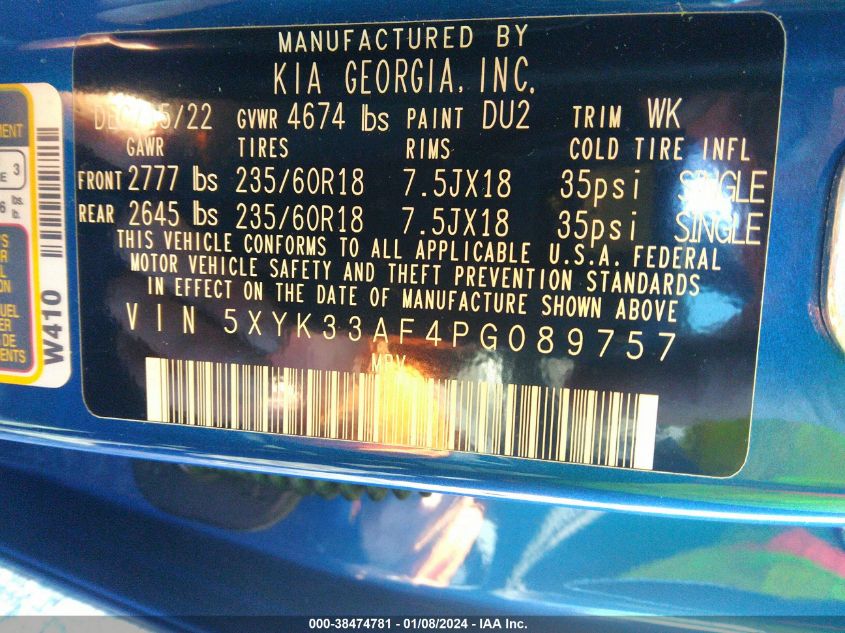 MANUFACTURED BY
KIA GEORGIA, INC.
GVWR 4674 lbs PAINT DU2 TRIM WK
GAWR TIRES RIMS COLD TIRE INFL
FRONT 2777 lbs 235/60R18 7.5JX18 35psi SINGLE
REAR 2645 lbs 235/60R18 7.5JX18 35psi SINGLE
THIS VEHICLE CONFORMS TO ALL APPLICABLE U.S.A. FEDERAL
MOTOR VEHICLE SAFETY AND THEFT PREVENTION STANDARDS
IN EFFECT ON THE DATE OF MANUFACTURE SHOWN ABOVE
VIN 5XYK33AF4PG089757
MPV
W410
000-38474781 - 01/08/2024 - IAA Inc.